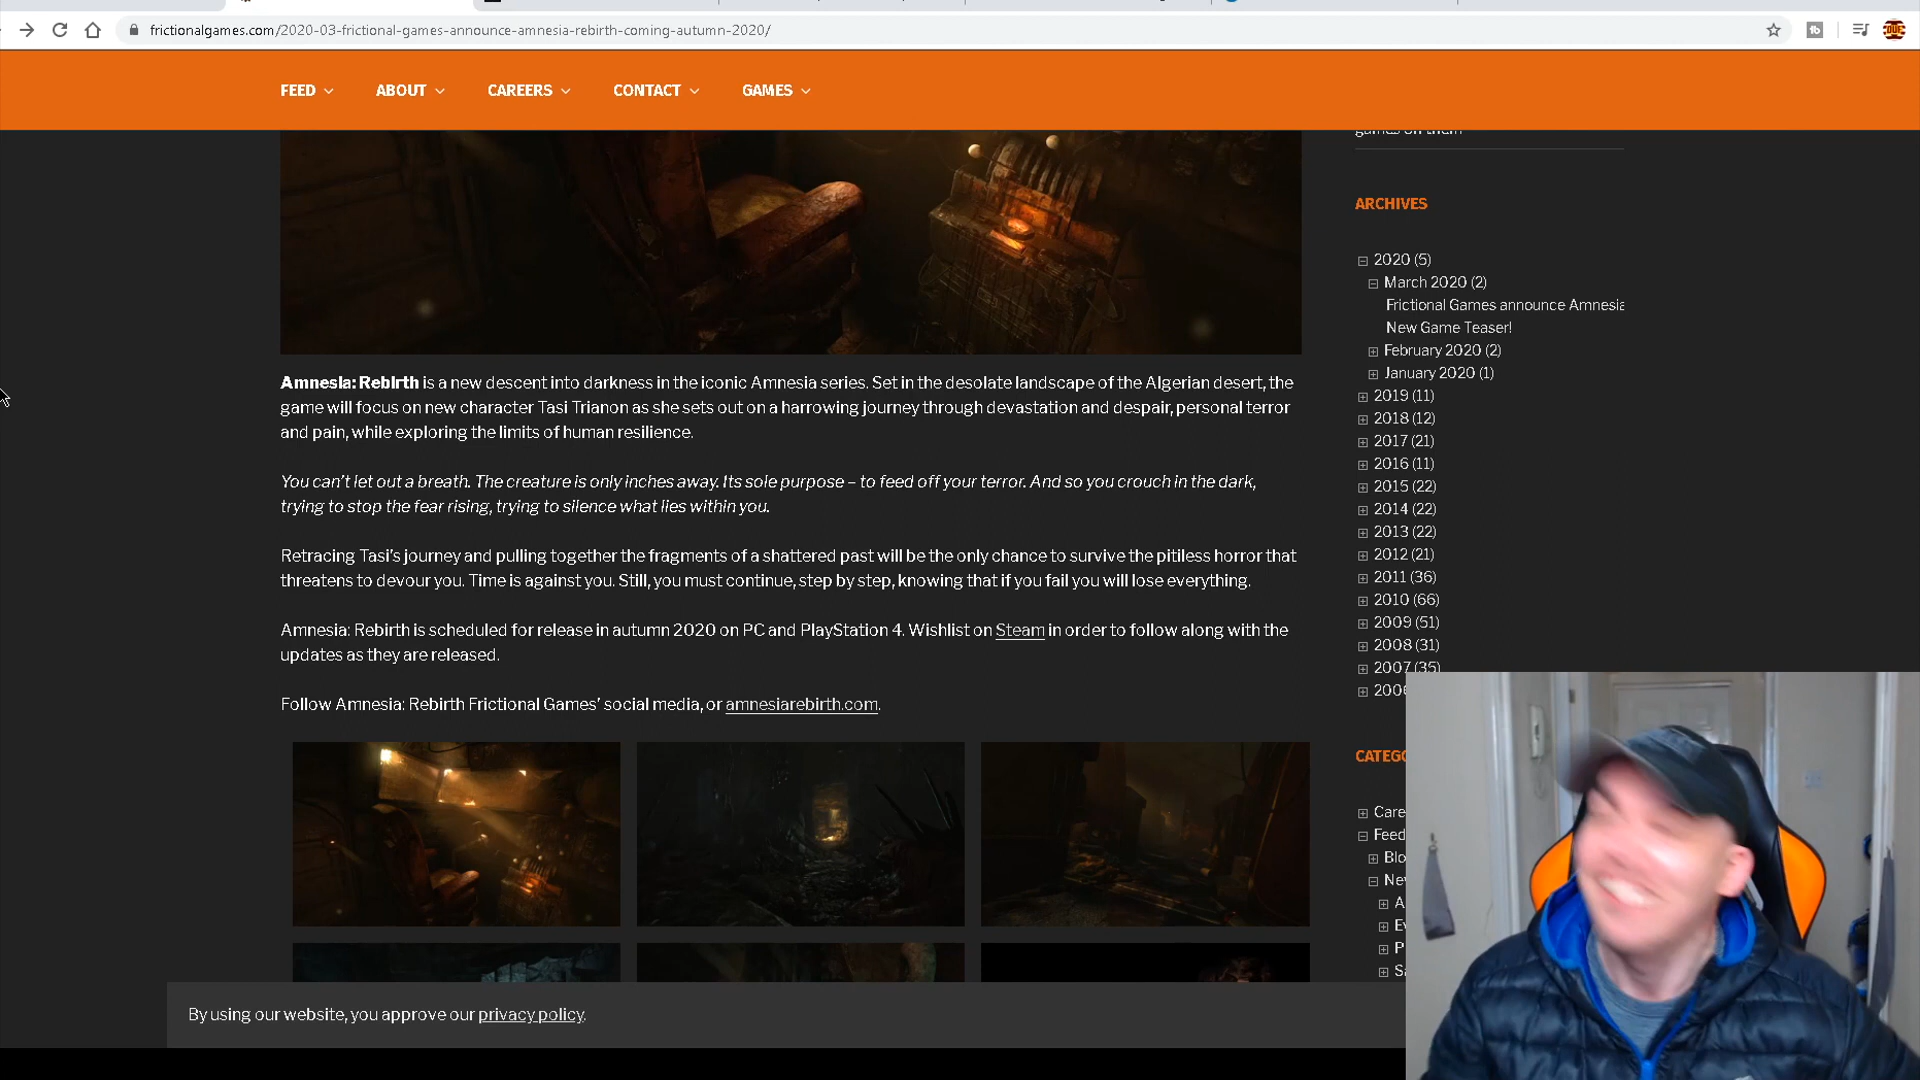 frictionalgames.com/2020-03-frictional-games-announce-amnesia-rebirth-coming-autumn-2020/
FEED
ABOUT
CAREERS
CONTACT
GAMES
games on them
Amnesia: Rebirth is a new descent into darkness in the iconic Amnesia series. Set in the desolate landscape of the Algerian desert, the
game will focus on new character Tasi Trianon as she sets out on a harrowing journey through devastation and despair, personal terror
and pain, while exploring the limits of human resilience.
You can't let out a breath. The creature is only inches away. Its sole purpose – to feed off your terror. And so you crouch in the dark,
trying to stop the fear rising, trying to silence what lies within you.
Retracing Tasi's journey and pulling together the fragments of a shattered past will be the only chance to survive the pitiless horror that
threatens to devour you. Time is against you. Still, you must continue, step by step, knowing that if you fail you will lose everything.
Amnesia: Rebirth is scheduled for release in autumn 2020 on PC and PlayStation 4. Wishlist on Steam in order to follow along with the
updates as they are released.
Follow Amnesia: Rebirth Frictional Games' social media, or amnesiarebirth.com.
ARCHIVES
2020 (5)
March 2020 (2)
Frictional Games announce Amnesia
New Game Teaser!
February 2020 (2)
January 2020 (1)
2019 (11)
2018 (12)
2017 (21)
2016 (11)
2015 (22)
2014 (22)
2013 (22)
2012 (21)
2011 (36)
2010 (66)
2009 (51)
2008 (31)
2007 (35)
2006
CATEGO
Care
Feed
Blo
Nev
A
Ev
P
Sa
By using our website, you approve our privacy policy.